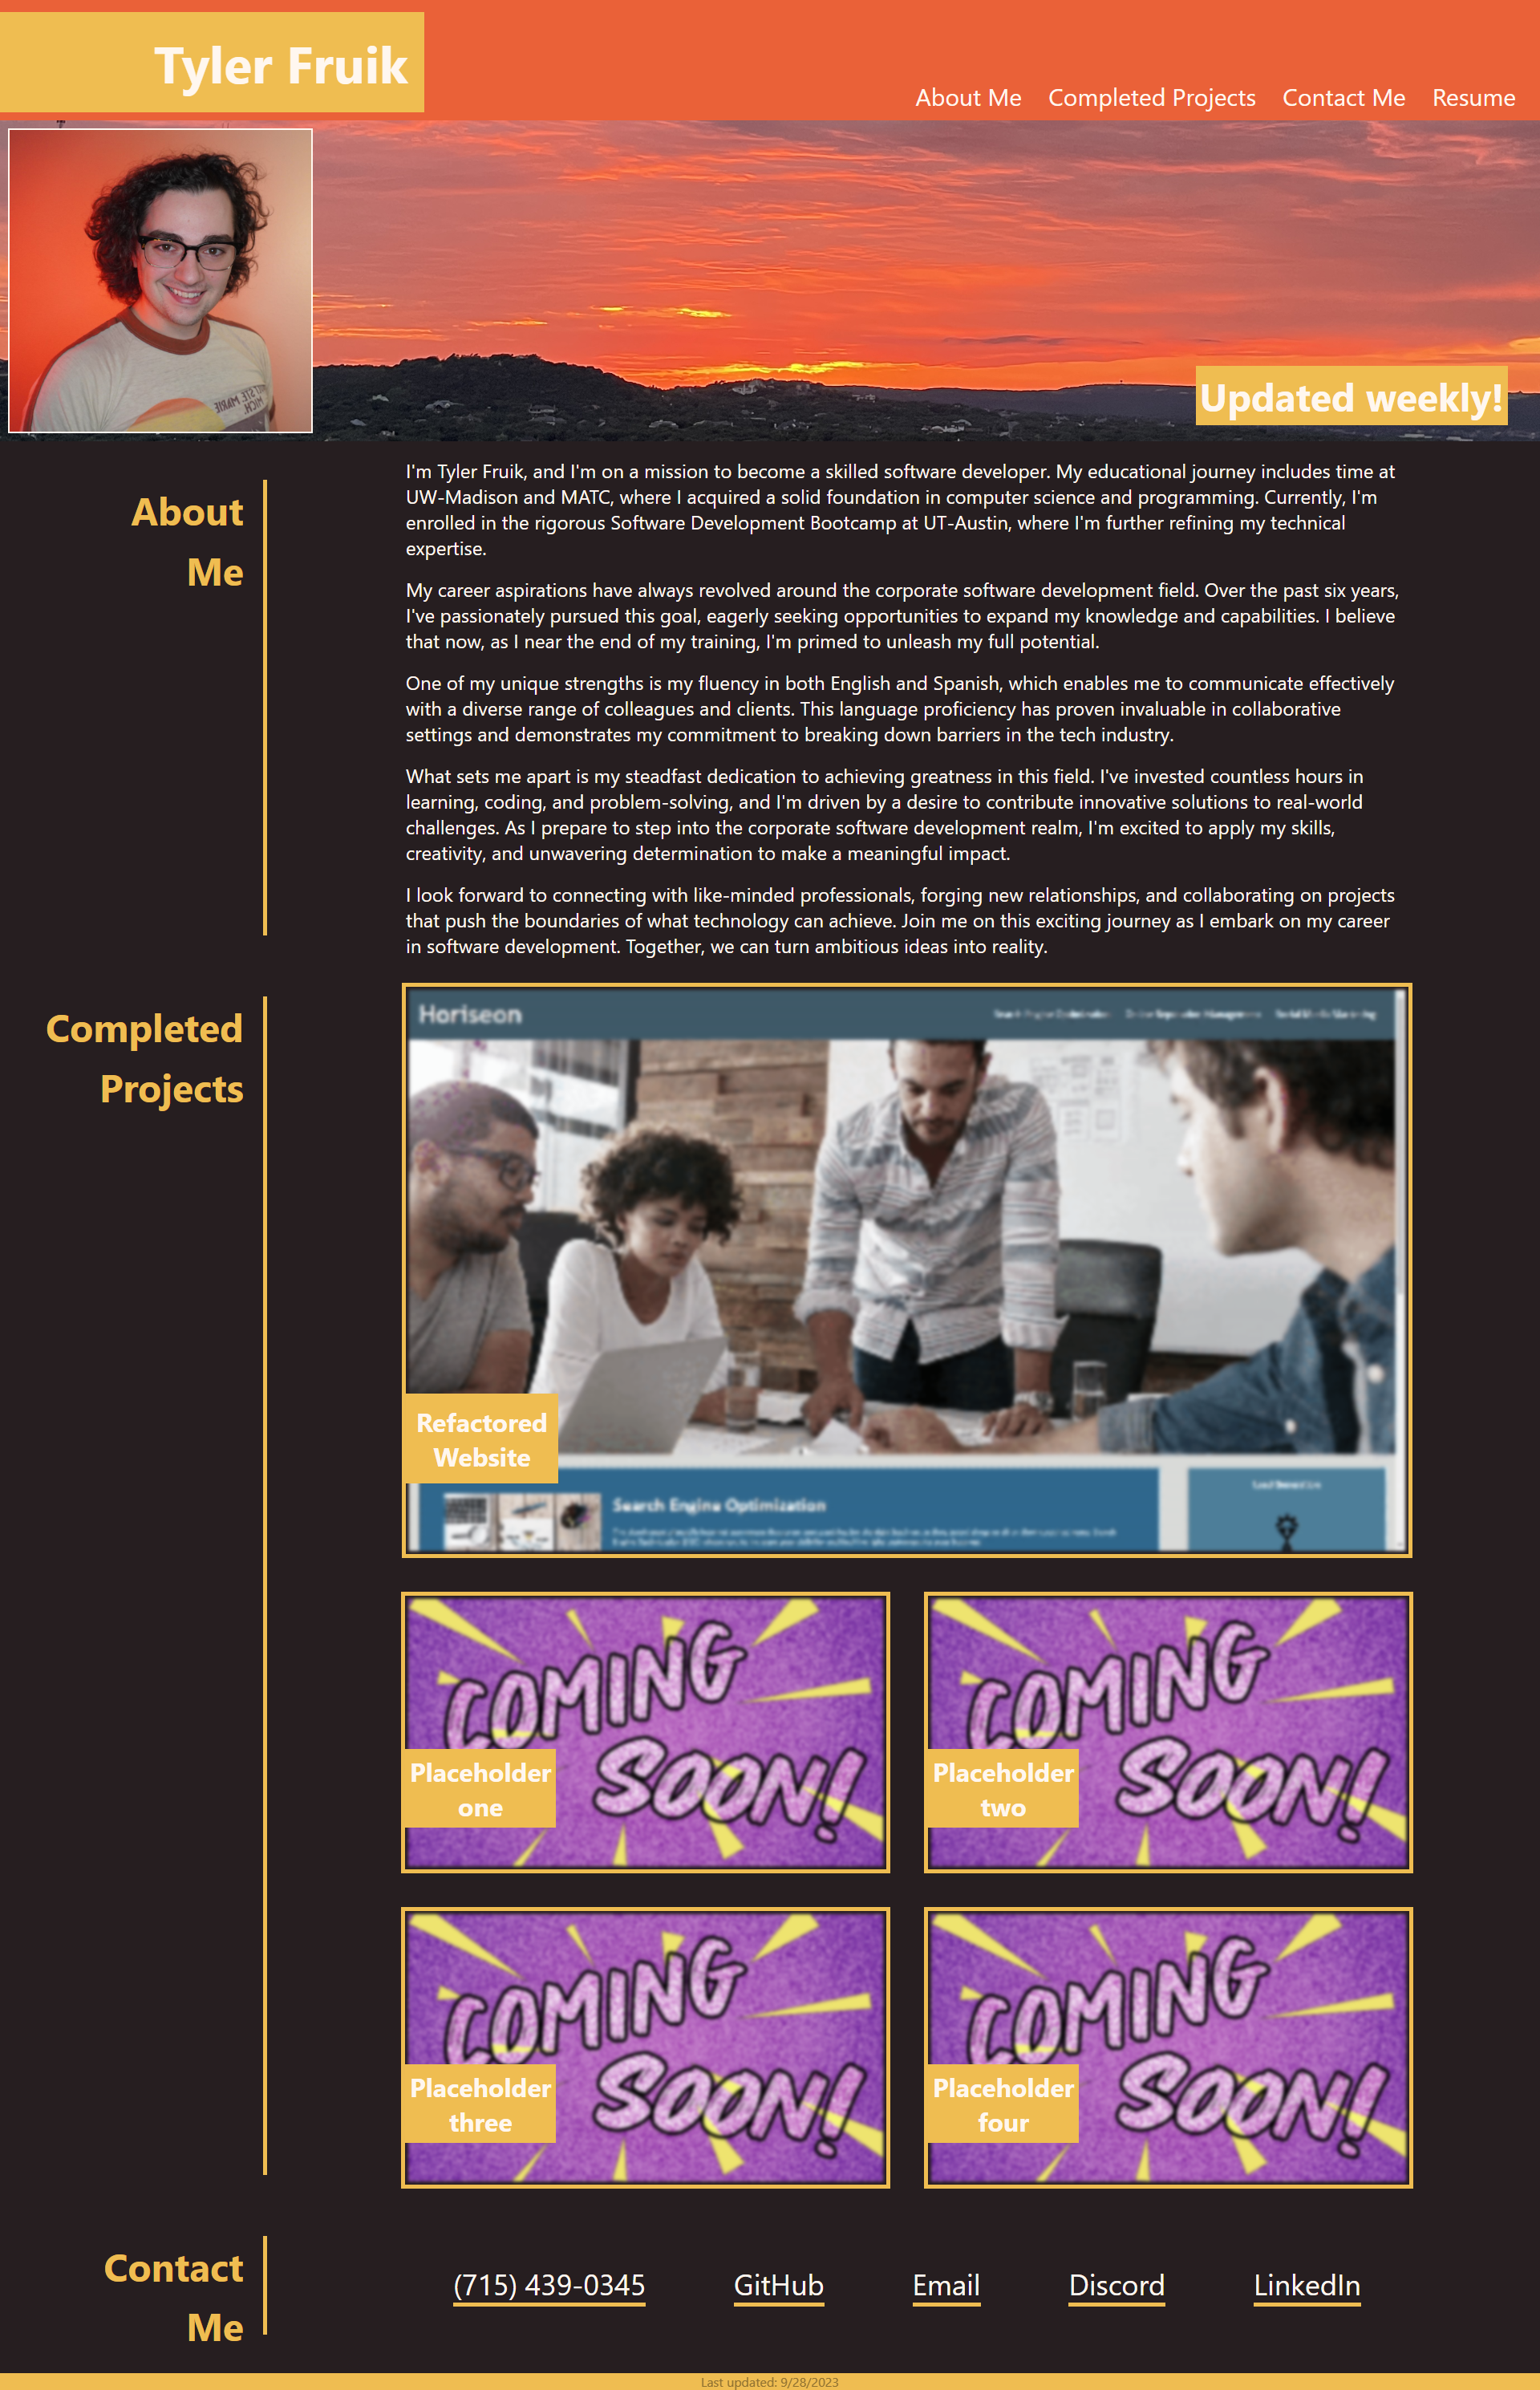 Tyler Fruik
About Me Completed Projects Contact Me Resume
Updated weekly!
About
Me
I'm Tyler Fruik, and I'm on a mission to become a skilled software developer. My educational journey includes time at
UW-Madison and MATC, where I acquired a solid foundation in computer science and programming. Currently, I'm
enrolled in the rigorous Software Development Bootcamp at UT-Austin, where I'm further refining my technical
expertise.
My career aspirations have always revolved around the corporate software development field. Over the past six years,
I've passionately pursued this goal, eagerly seeking opportunities to expand my knowledge and capabilities. I believe
that now, as I near the end of my training, I'm primed to unleash my full potential.
One of my unique strengths is my fluency in both English and Spanish, which enables me to communicate effectively
with a diverse range of colleagues and clients. This language proficiency has proven invaluable in collaborative
settings and demonstrates my commitment to breaking down barriers in the tech industry.
What sets me apart is my steadfast dedication to achieving greatness in this field. I've invested countless hours in
learning, coding, and problem-solving, and I'm driven by a desire to contribute innovative solutions to real-world
challenges. As I prepare to step into the corporate software development realm, I'm excited to apply my skills,
creativity, and unwavering determination to make a meaningful impact.
I look forward to connecting with like-minded professionals, forging new relationships, and collaborating on projects
that push the boundaries of what technology can achieve. Join me on this exciting journey as I embark on my career
in software development. Together, we can turn ambitious ideas into reality.
Completed
Projects
Horiseon
Search Engine Optimization Online Reputation Management Social Media Marketing
Refactored
Website
Search Engine Optimization
COMING
SOON!
Placeholder
one
COMING
SOON!
Placeholder
two
COMING
SOON!
Placeholder
three
COMING
SOON!
Placeholder
four
Contact
Me
(715) 439-0345 GitHub Email Discord LinkedIn
Last updated: 9/28/2023